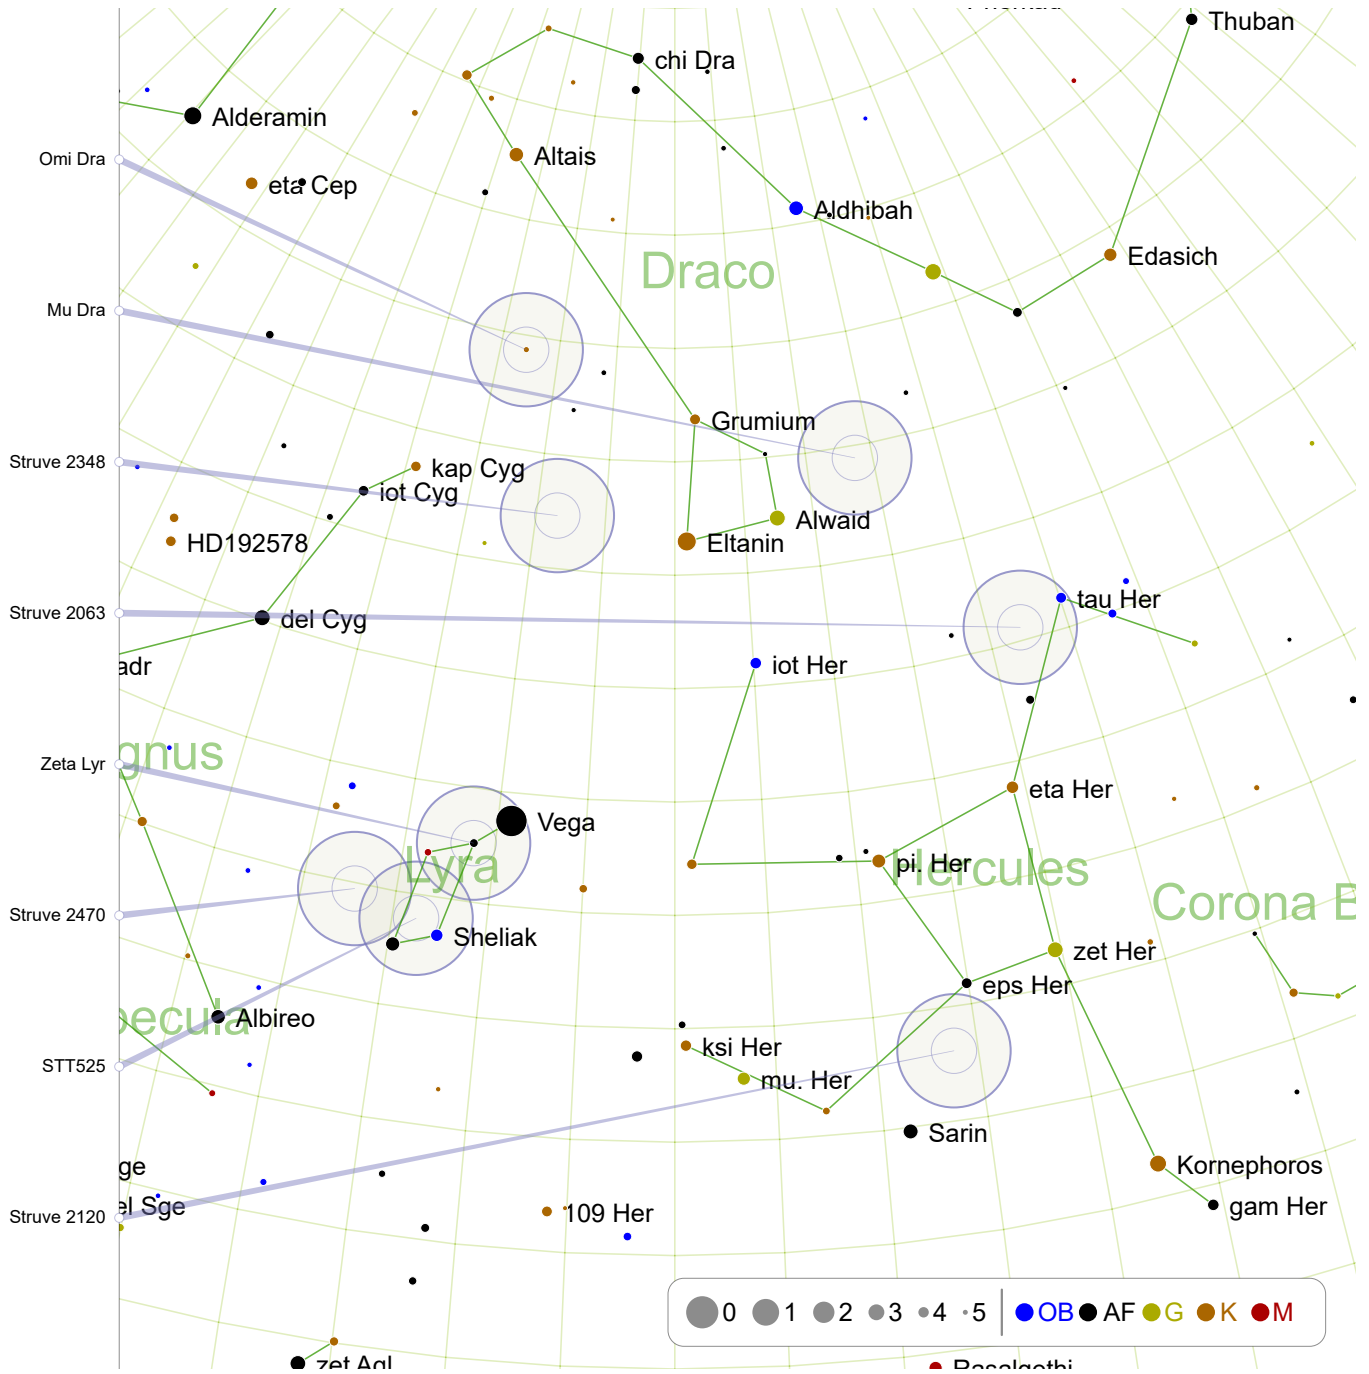 Thuban
chi Dra
Alderamin
Omi Dra
Altais
eta Cep
Aldhibah
Edasich
Draco
Mu Dra
Grumium
Struve 2348
kap Cyg
iot Cyg
Alwaid
HD192578
Eltanin
tau Her
Struve 2063
del Cyg
adr
iot Her
gnus
Zeta Lyr
eta Her
Vega
Lyra
pi. Her
Hercules
Corona B
Struve 2470
Sheliak
zet Her
eps Her
pecula
Albireo
ksi Her
STT525
mu. Her
Sarin
ge
Kornephoros
el Sge
gam Her
Struve 2120
109 Her
0 1 2 3 4 5 OB AF G K M
zet Aql
Rasalgethi